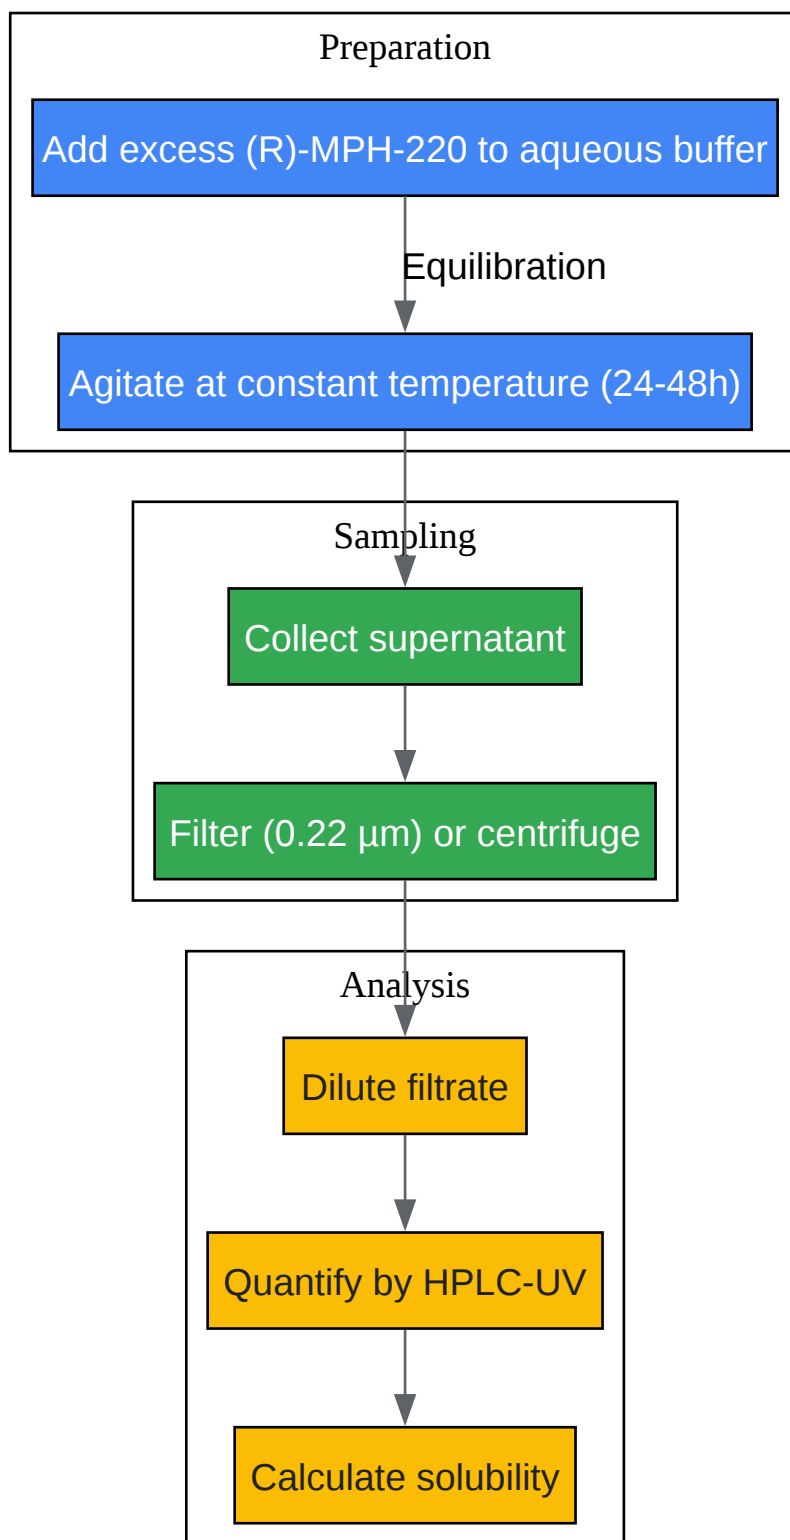 Preparation
Add excess (R)-MPH-220 to aqueous buffer
Equilibration
Agitate at constant temperature (24-48h)
Sampling
Collect supernatant
Filter (0.22 µm) or centrifuge
Analysis
Dilute filtrate
Quantify by HPLC-UV
Calculate solubility